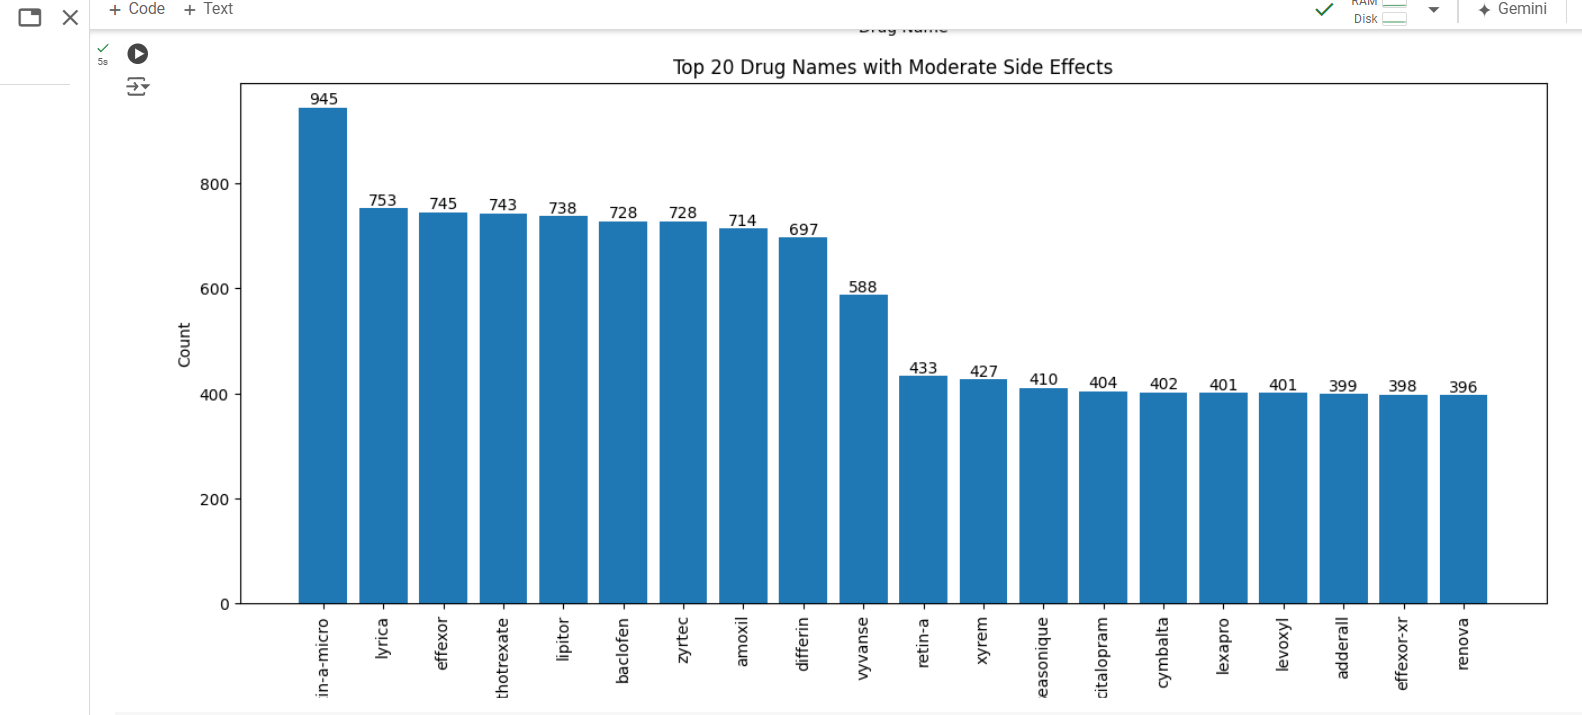 + Code + Text
RAM
Disk
Gemini
5s
Drug Name
Top 20 Drug Names with Moderate Side Effects
Count
800
600
400
200
0
945
753
745
743
738
728
728
714
697
588
433
427
410
404
402
401
401
399
398
396
in-a-micro
lyrica
effexor
thotrexate
lipitor
baclofen
zyrtec
amoxil
differin
vyvanse
retin-a
xyrem
easonique
citalopram
cymbalta
lexapro
levoxyl
adderall
effexor-xr
renova